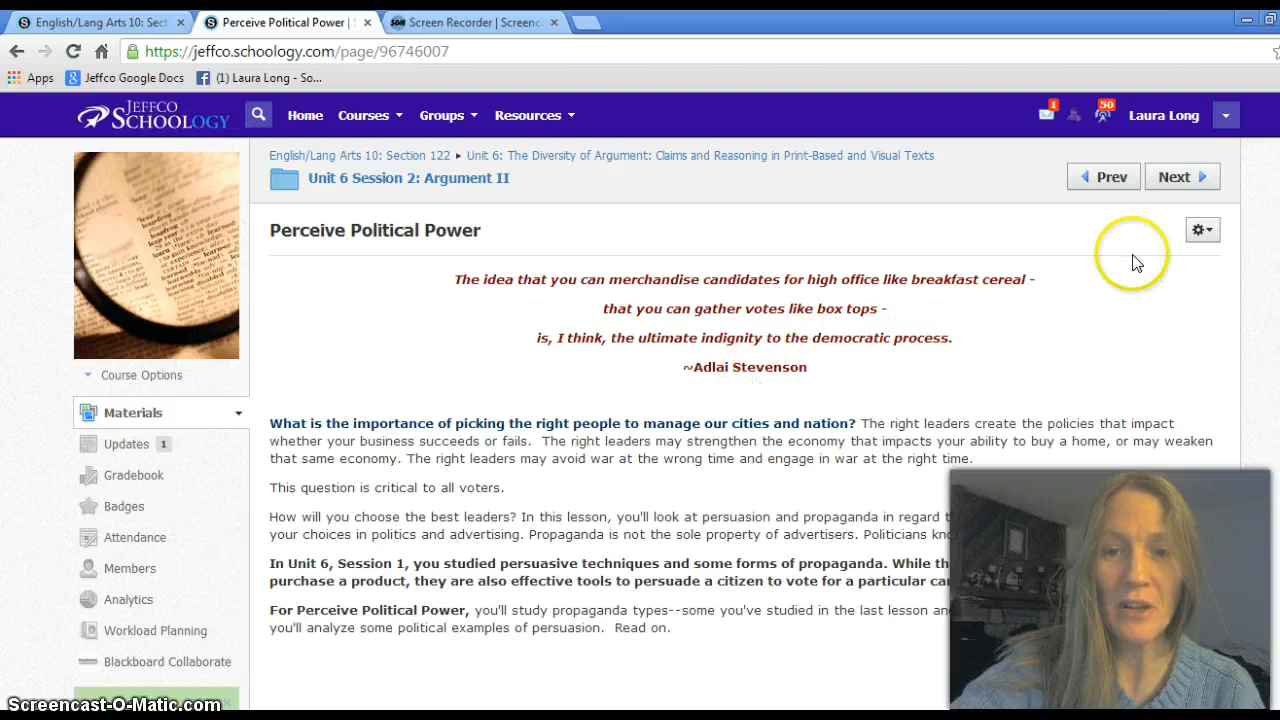 English/Lang Arts 10: Sect
Perceive Political Power |
Screen Recorder | Screenc
https://jeffco.schoology.com/page/96746007
Apps
Jeffco Google Docs
(1) Laura Long - So...
JEFFCO
SCHOOLOGY
Home
Courses
Groups
Resources
1
50
Laura Long
English/Lang Arts 10: Section 122 ▸ Unit 6: The Diversity of Argument: Claims and Reasoning in Print-Based and Visual Texts
Unit 6 Session 2: Argument II
Prev
Next
Perceive Political Power
The idea that you can merchandise candidates for high office like breakfast cereal -
that you can gather votes like box tops -
is, I think, the ultimate indignity to the democratic process.
~Adlai Stevenson
What is the importance of picking the right people to manage our cities and nation? The right leaders create the policies that impact
whether your business succeeds or fails. The right leaders may strengthen the economy that impacts your ability to buy a home, or may weaken
that same economy. The right leaders may avoid war at the wrong time and engage in war at the right time.
This question is critical to all voters.
How will you choose the best leaders? In this lesson, you'll look at persuasion and propaganda in regard
your choices in politics and advertising. Propaganda is not the sole property of advertisers. Politicians
In Unit 6, Session 1, you studied persuasive techniques and some forms of propaganda. While
purchase a product, they are also effective tools to persuade a citizen to vote for a particular
For Perceive Political Power, you'll study propaganda types--some you've studied in the last lesson
you'll analyze some political examples of persuasion. Read on.
Course Options
Materials
Updates 1
Gradebook
Badges
Attendance
Members
Analytics
Workload Planning
Blackboard Collaborate
Screencast-O-Matic.com